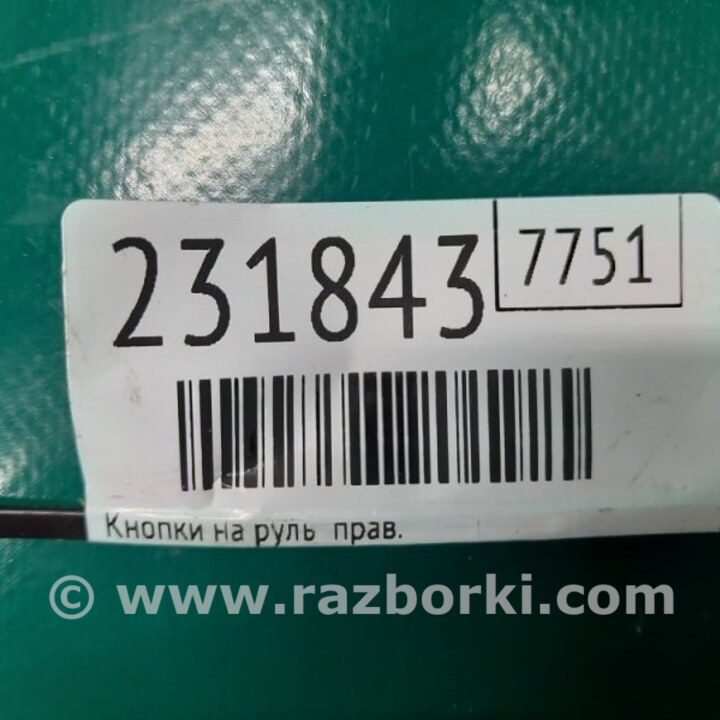 231843 7751
Кнопки на руль прав.
© www.razborki.com